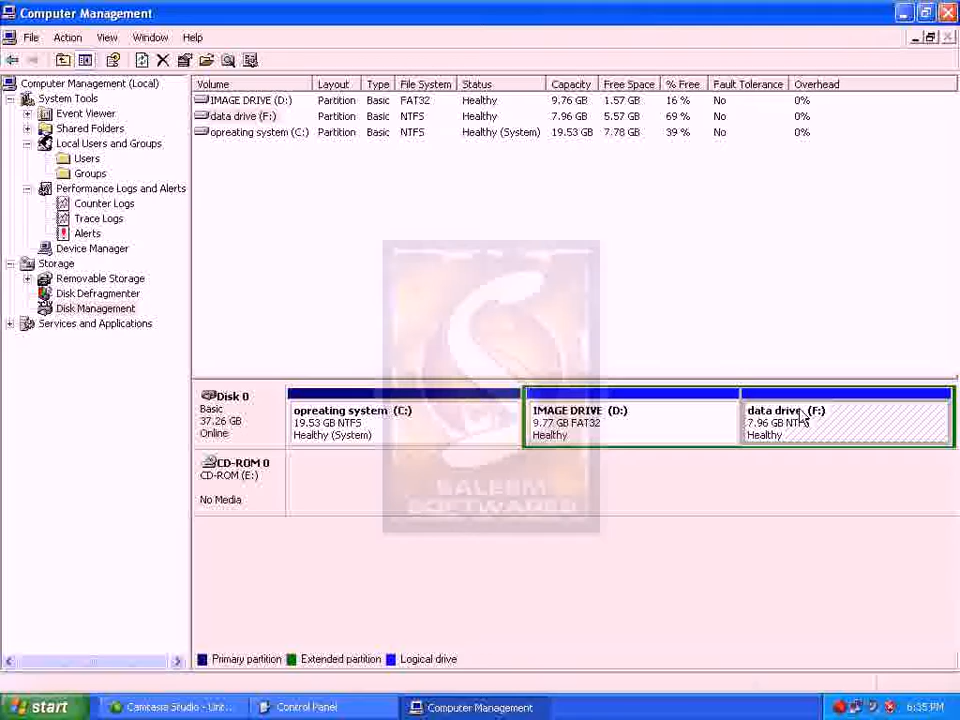 Computer Management
File Action View Window Help
Computer Management (Local)
System Tools
Event Viewer
Shared Folders
Local Users and Groups
Users
Groups
Performance Logs and Alerts
Counter Logs
Trace Logs
Alerts
Device Manager
Storage
Removable Storage
Disk Defragmenter
Disk Management
Services and Applications
Volume Layout Type File System Status Capacity Free Space % Free Fault Tolerance Overhead
IMAGE DRIVE (D:) Partition Basic FAT32 Healthy 9.76 GB 1.57 GB 16 % No 0%
data drive (F:) Partition Basic NTFS Healthy 7.96 GB 5.57 GB 69 % No 0%
opreating system (C:) Partition Basic NTFS Healthy (System) 19.53 GB 7.78 GB 39 % No 0%
Disk 0
Basic
37.26 GB
Online
opreating system (C:)
19.53 GB NTFS
Healthy (System)
IMAGE DRIVE (D:)
9.77 GB FAT32
Healthy
data drive (F:)
7.96 GB NTFS
Healthy
CD-ROM 0
CD-ROM (E:)
No Media
SALEEM
SOFTWARES
Primary partition Extended partition Logical drive
start Camtasia Studio - Unt... Control Panel Computer Management 6:35 PM